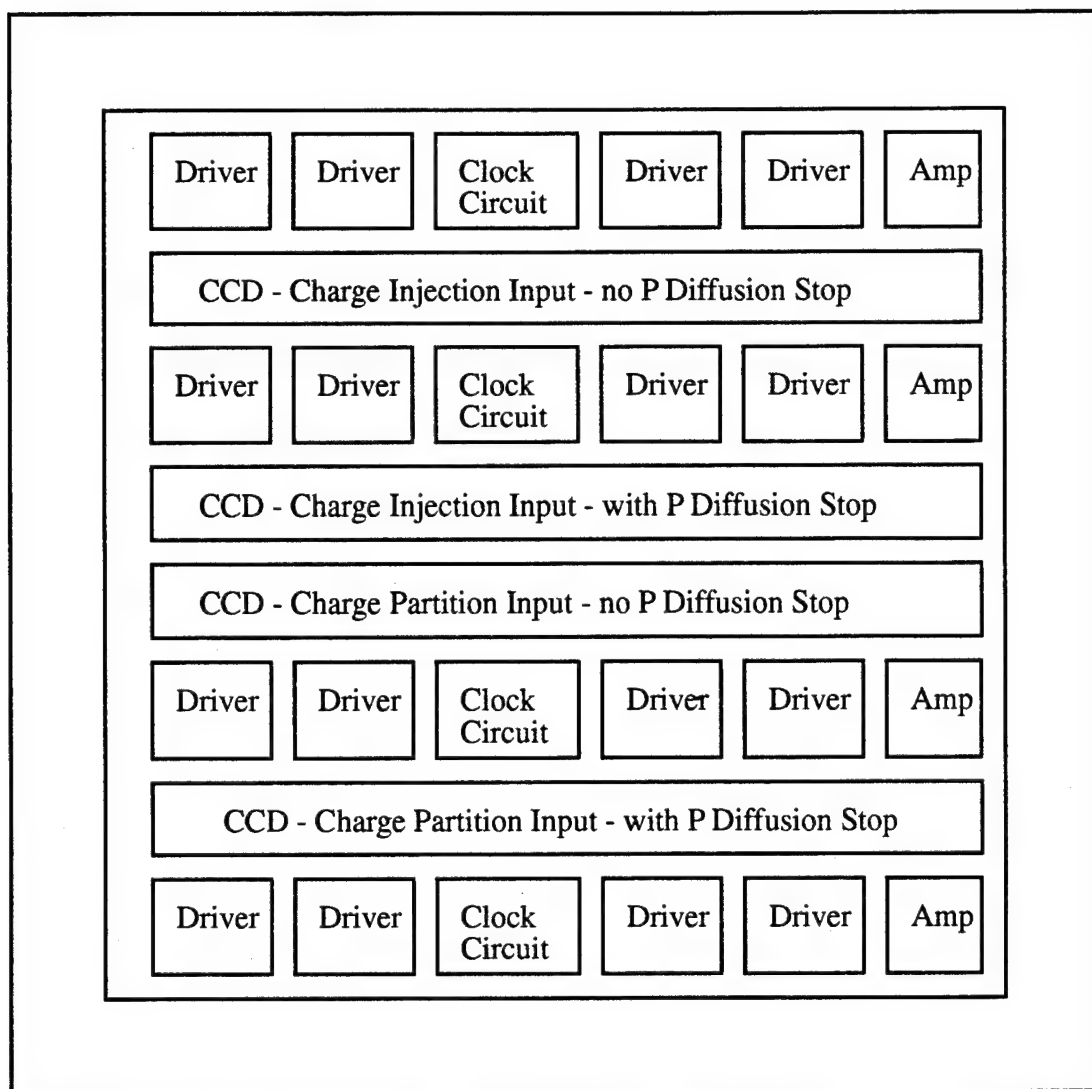 Driver Driver Clock Circuit Driver Driver Amp
CCD - Charge Injection Input - no P Diffusion Stop
Driver Driver Clock Circuit Driver Driver Amp
CCD - Charge Injection Input - with P Diffusion Stop
CCD - Charge Partition Input - no P Diffusion Stop
Driver Driver Clock Circuit Driver Driver Amp
CCD - Charge Partition Input - with P Diffusion Stop
Driver Driver Clock Circuit Driver Driver Amp